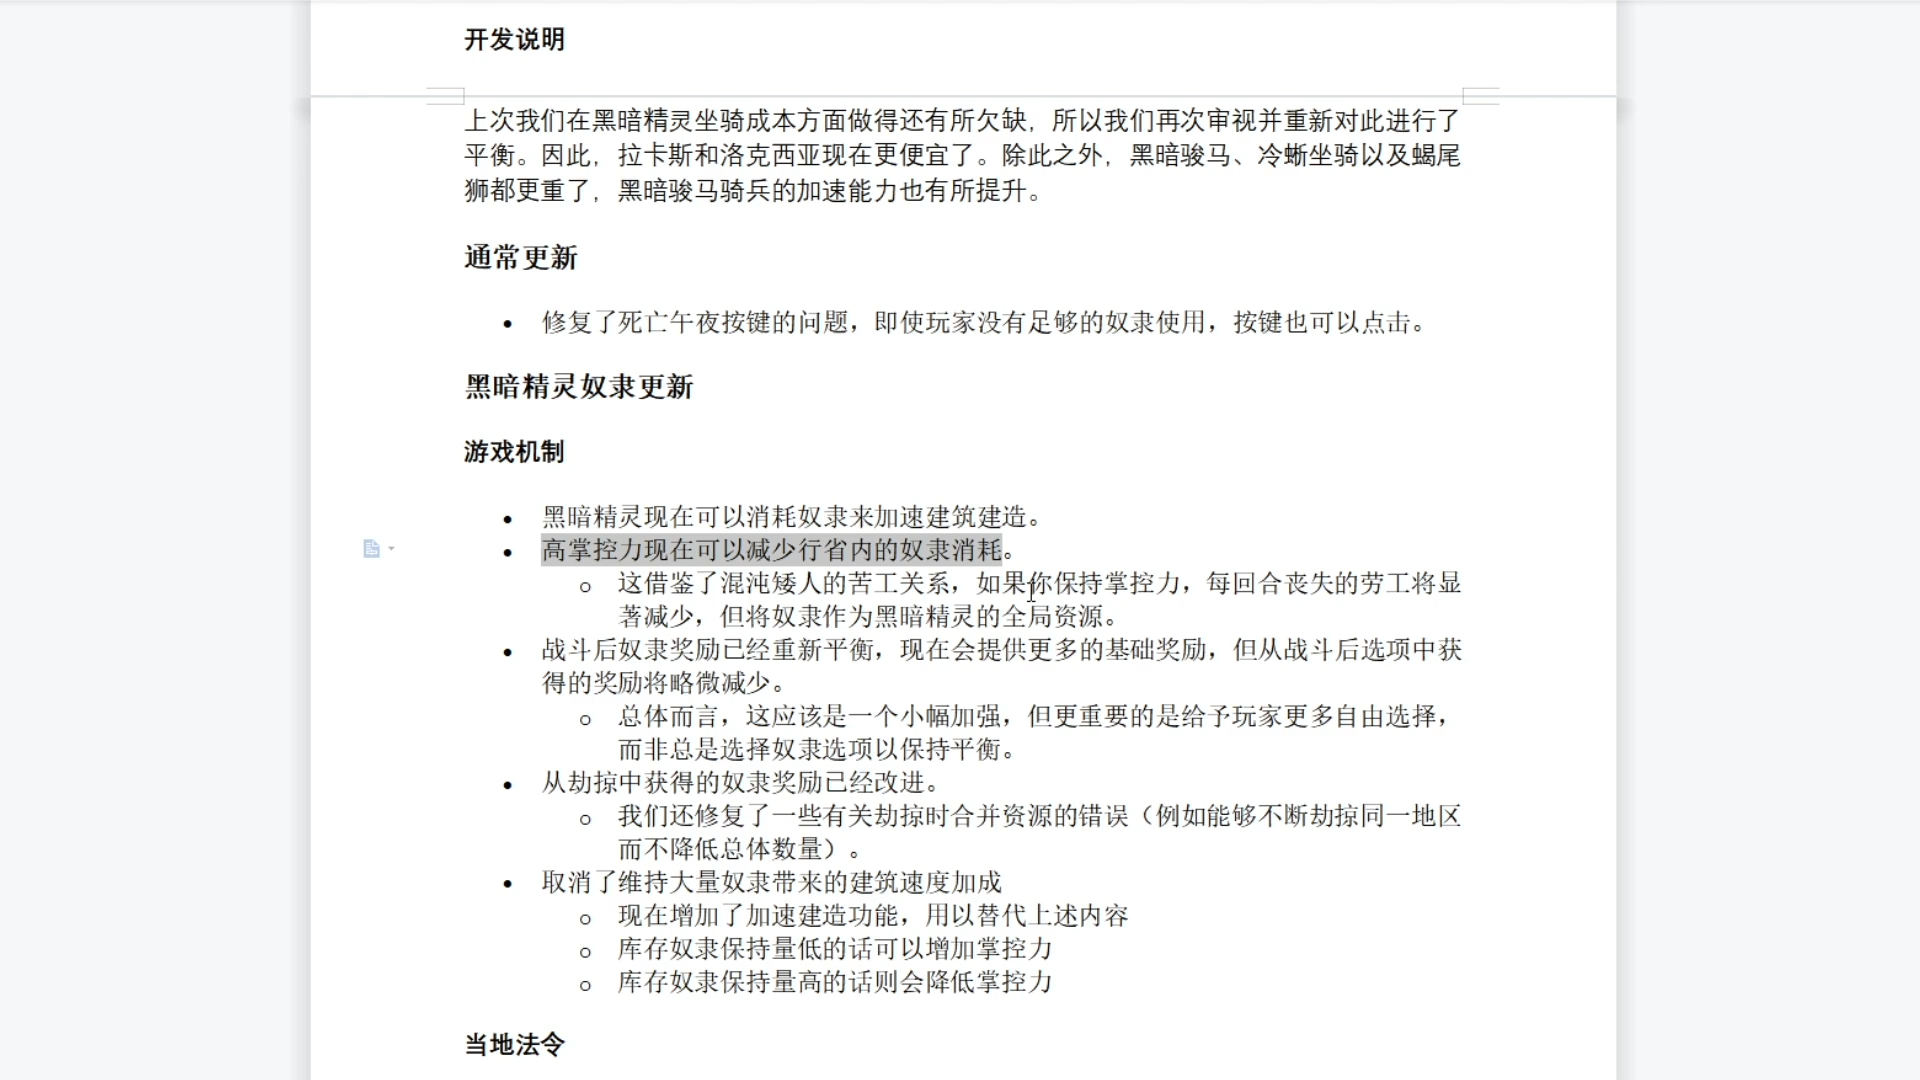 开发说明
上次我们在黑暗精灵坐骑成本方面做得还有所欠缺，所以我们再次审视并重新对此进行了
平衡。因此，拉卡斯和洛克西亚现在更便宜了。除此之外，黑暗骏马、冷蜥坐骑以及蝎尾
狮都更重了，黑暗骏马骑兵的加速能力也有所提升。
通常更新
• 修复了死亡午夜按键的问题，即使玩家没有足够的奴隶使用，按键也可以点击。
黑暗精灵奴隶更新
游戏机制
• 黑暗精灵现在可以消耗奴隶来加速建筑建造。
• 高掌控力现在可以减少行省内的奴隶消耗。
o 这借鉴了混沌矮人的苦工关系，如果你保持掌控力，每回合丧失的劳工将显
著减少，但将奴隶作为黑暗精灵的全局资源。
• 战斗后奴隶奖励已经重新平衡，现在会提供更多的基础奖励，但从战斗后选项中获
得的奖励将略微减少。
o 总体而言，这应该是一个小幅加强，但更重要的是给予玩家更多自由选择，
而非总是选择奴隶选项以保持平衡。
• 从劫掠中获得的奴隶奖励已经改进。
o 我们还修复了一些有关劫掠时合并资源的错误（例如能够不断劫掠同一地区
而不降低总体数量）。
• 取消了维持大量奴隶带来的建筑速度加成
o 现在增加了加速建造功能，用以替代上述内容
o 库存奴隶保持量低的话可以增加掌控力
o 库存奴隶保持量高的话则会降低掌控力
当地法令